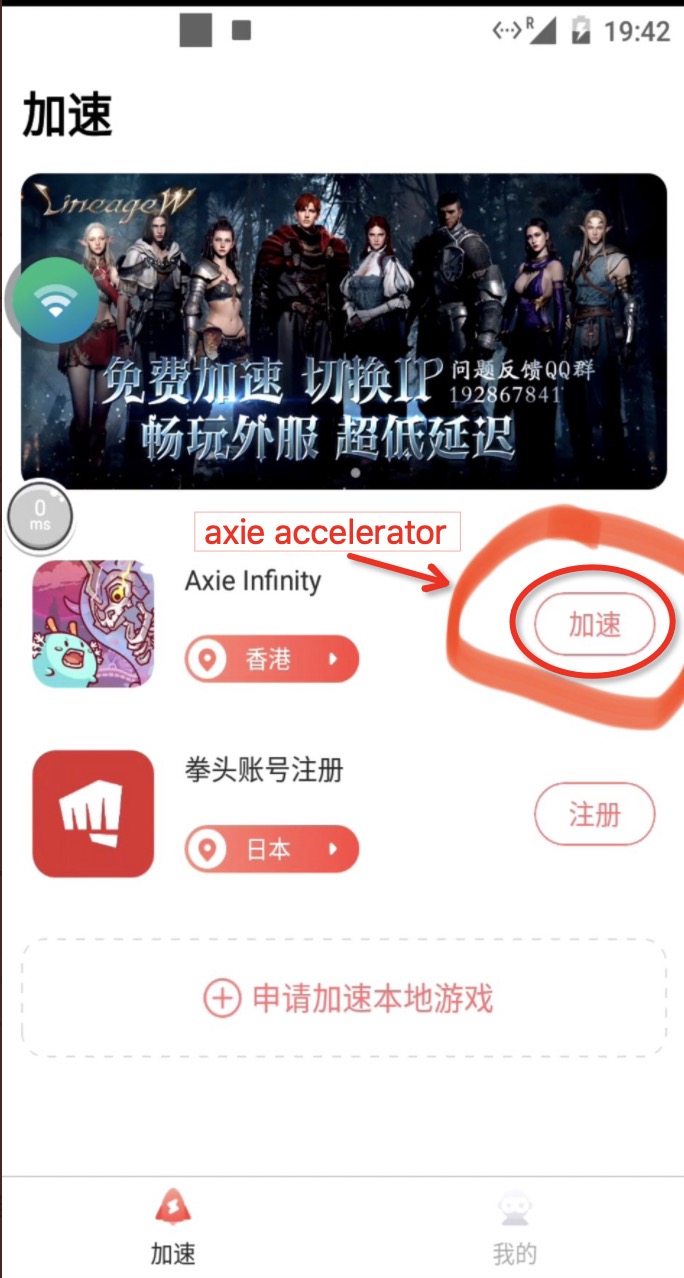 R 19:42
加速
LineageW
免费加速 切换IP 问题反馈QQ群
192867841
畅玩外服 超低延迟
0
ms
axie accelerator
Axie Infinity
加速
香港
拳头账号注册
注册
日本
申请加速本地游戏
加速
我的